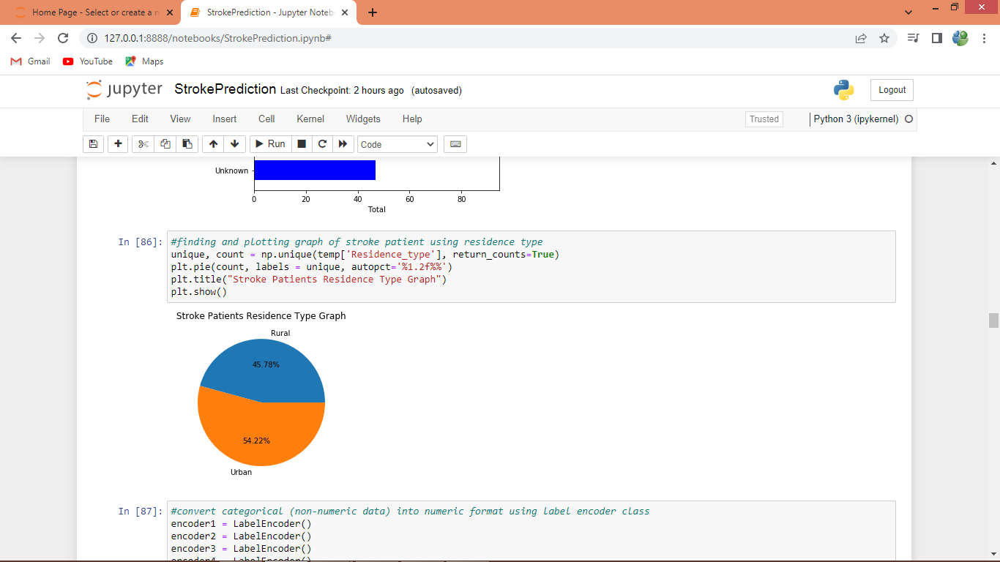 Home Page - Select or create a n
StrokePrediction - Jupyter Noteb
127.0.0.1:8888/notebooks/StrokePrediction.ipynb#
Gmail
YouTube
Maps
jupyter
StrokePrediction Last Checkpoint: 2 hours ago (autosaved)
Logout
File
Edit
View
Insert
Cell
Kernel
Widgets
Help
Trusted
Python 3 (ipykernel)
Run
Code
Unknown
0 20 40 60 80
Total
In [86]:
#finding and plotting graph of stroke patient using residence type
unique, count = np.unique(temp['Residence_type'], return_counts=True)
plt.pie(count, labels = unique, autopct='%1.2f%%')
plt.title("Stroke Patients Residence Type Graph")
plt.show()
Stroke Patients Residence Type Graph
Rural
45.78%
54.22%
Urban
In [87]:
#convert categorical (non-numeric data) into numeric format using label encoder class
encoder1 = LabelEncoder()
encoder2 = LabelEncoder()
encoder3 = LabelEncoder()
encoder4 = LabelEncoder()